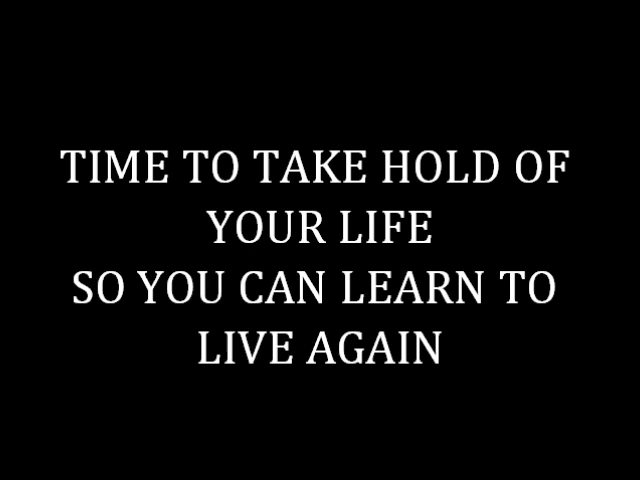 TIME TO TAKE HOLD OF
YOUR LIFE
SO YOU CAN LEARN TO
LIVE AGAIN